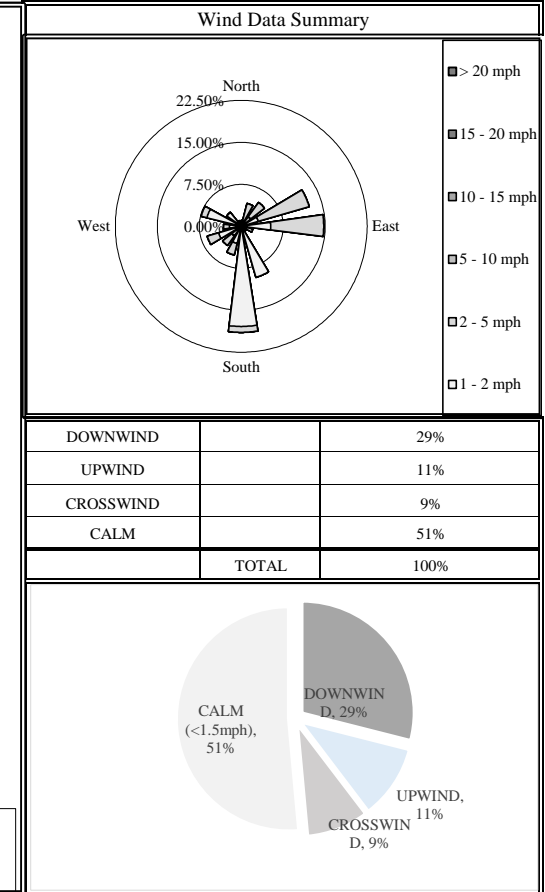 Wind Data Summary
North
22.50%
15.00%
7.50%
0.00%
West
East
South
> 20 mph
15 - 20 mph
10 - 15 mph
5 - 10 mph
2 - 5 mph
1 - 2 mph
DOWNWIND 29%
UPWIND 11%
CROSSWIND 9%
CALM 51%
TOTAL 100%
DOWNWIN
D, 29%
CALM
(<1.5mph),
51%
UPWIND,
11%
CROSSWIN
D, 9%